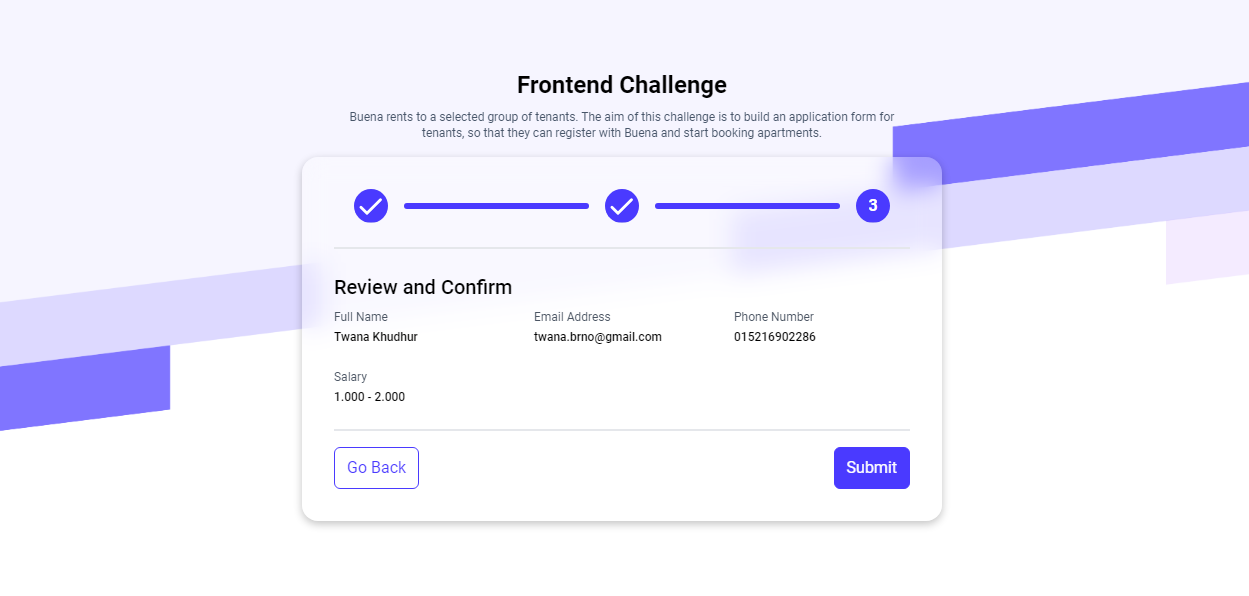 Frontend Challenge
Buena rents to a selected group of tenants. The aim of this challenge is to build an application form for
tenants, so that they can register with Buena and start booking apartments.
3
Review and Confirm
Full Name
Twana Khudhur
Email Address
twana.brno@gmail.com
Phone Number
015216902286
Salary
1.000 - 2.000
Go Back
Submit